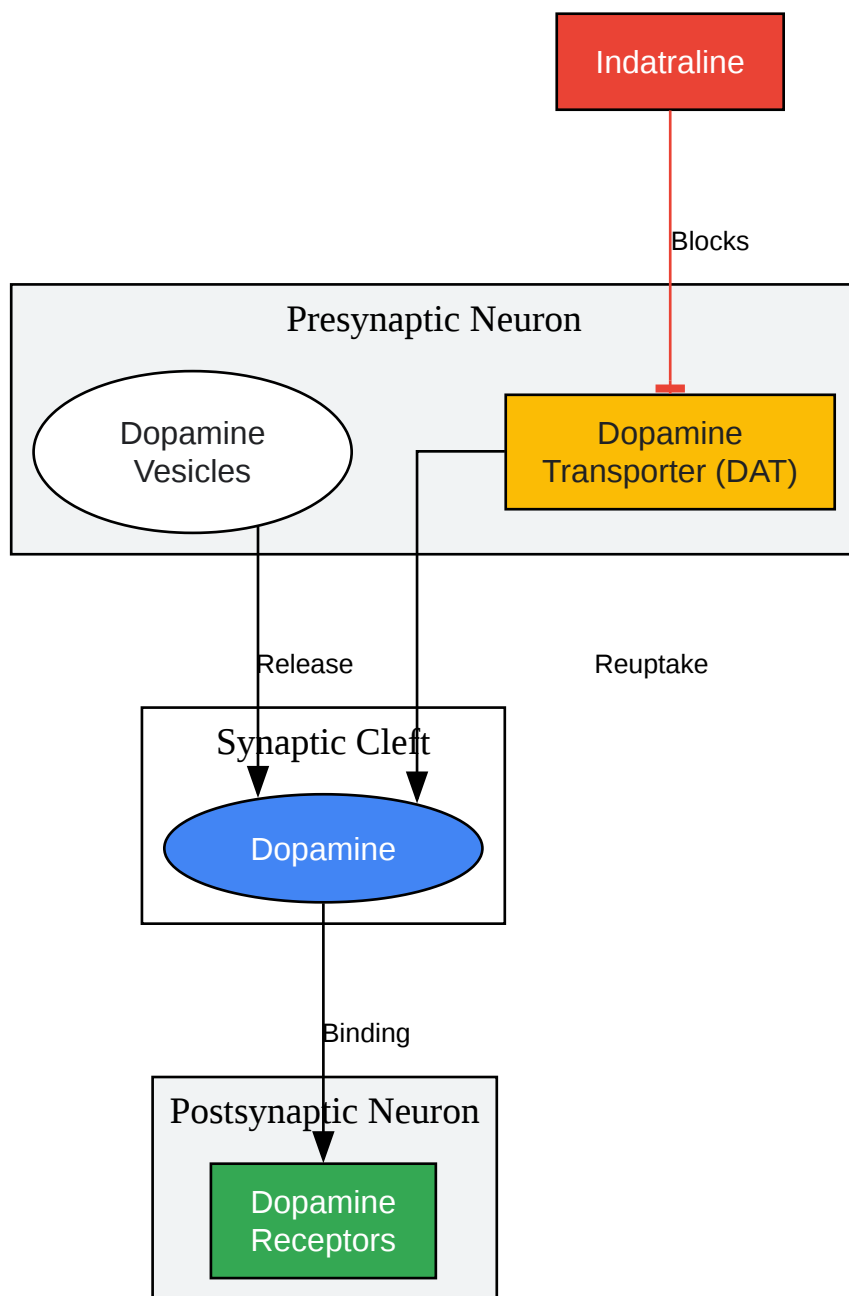 Indatraline
Blocks
Presynaptic Neuron
Dopamine
Vesicles
Dopamine
Transporter (DAT)
Release
Reuptake
Synaptic Cleft
Dopamine
Binding
Postsynaptic Neuron
Dopamine
Receptors